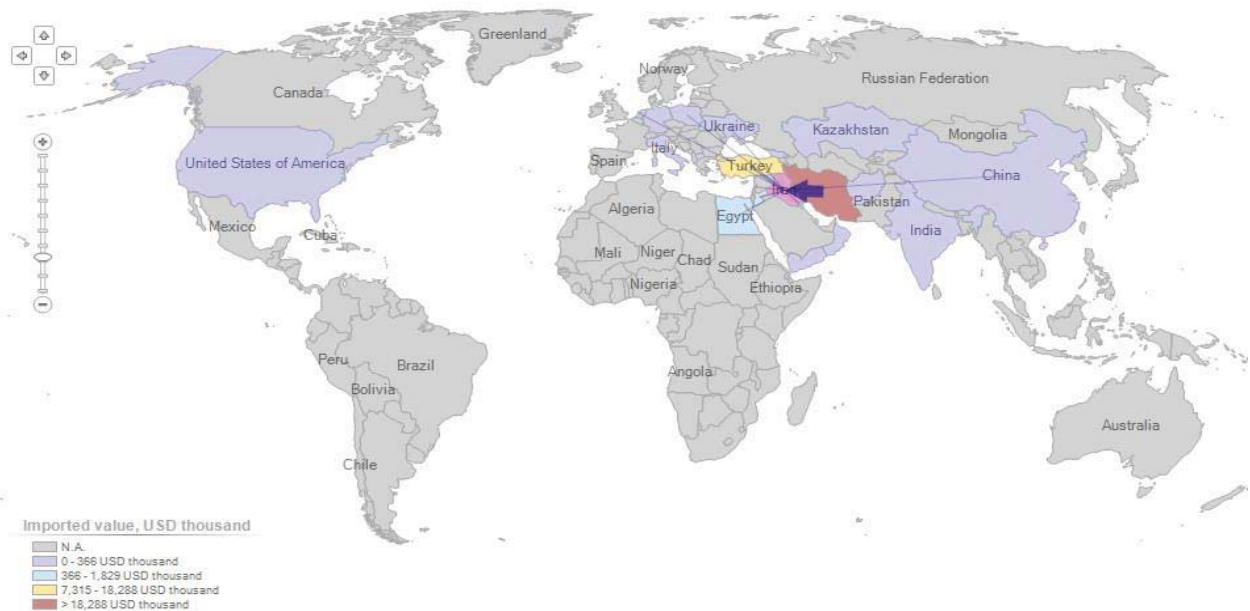 Greenland
Norway
Russian Federation
Canada
Ukraine
Kazakhstan
Mongolia
United States of America
Italy
Spain
Turkey
China
Pakistan
Algeria
Egypt
India
Mexico
Cuba
Mali
Niger
Chad
Sudan
Nigeria
Ethiopia
Peru
Brazil
Angola
Bolivia
Australia
Chile
Imported value, USD thousand
N.A.
0 - 366 USD thousand
366 - 1,829 USD thousand
7,315 - 18,288 USD thousand
> 18,288 USD thousand